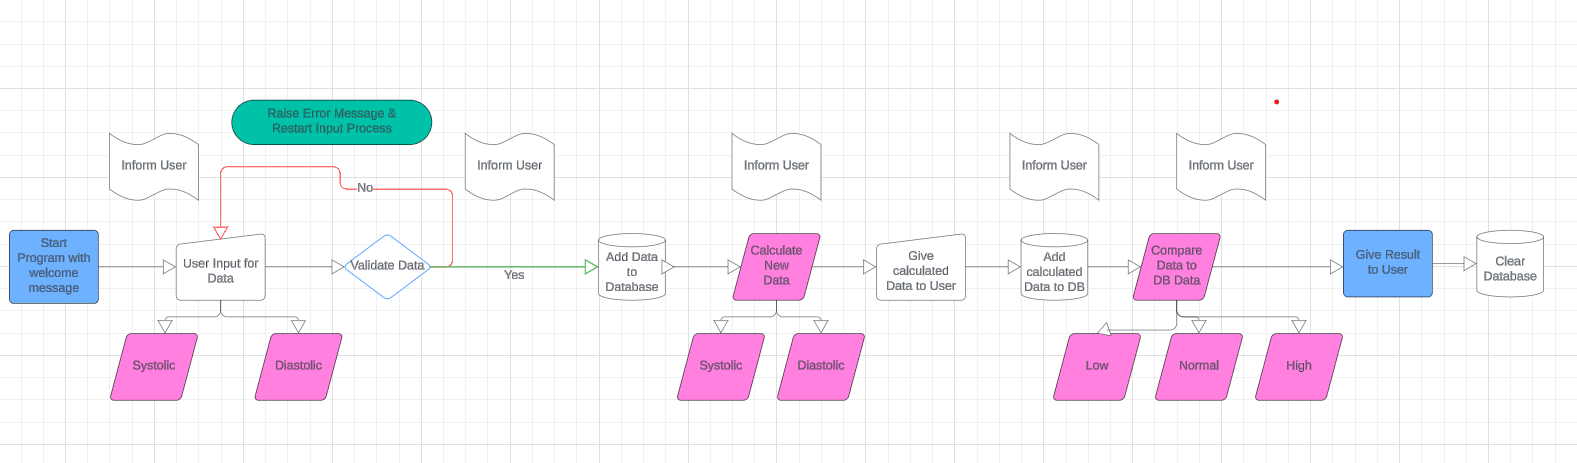 Raise Error Message &
Restart Input Process
Inform User
Inform User
Inform User
Inform User
Inform User
No
Start
Program with
welcome
message
User Input for
Data
Validate Data
Yes
Add Data
to
Database
Calculate
New
Data
Give
calculated
Data to User
Add
calculated
Data to DB
Compare
Data to
DB Data
Give Result
to User
Clear
Database
Systolic
Diastolic
Systolic
Diastolic
Low
Normal
High